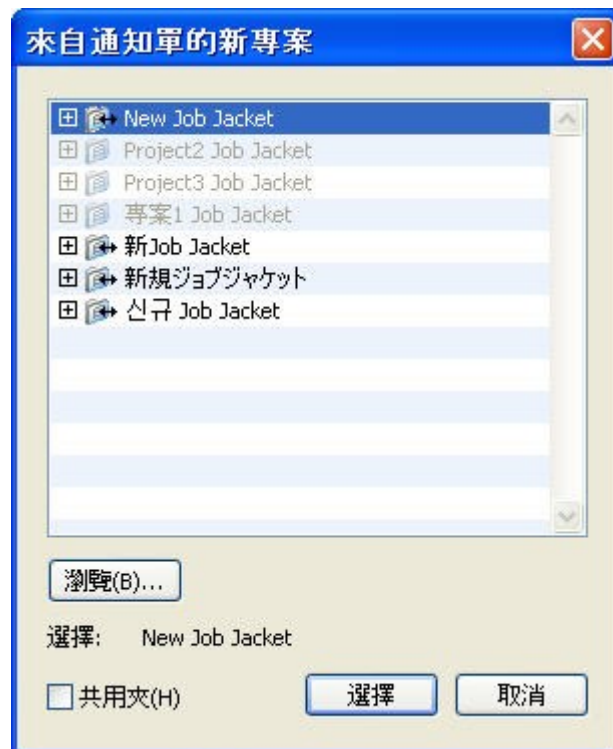 來自通知單的新專案
New Job Jacket
Project2 Job Jacket
Project3 Job Jacket
專案1 Job Jacket
新Job Jacket
新規ジョブジャケット
신규 Job Jacket
瀏覽(B)...
選擇: New Job Jacket
共用夾(H) 選擇 取消